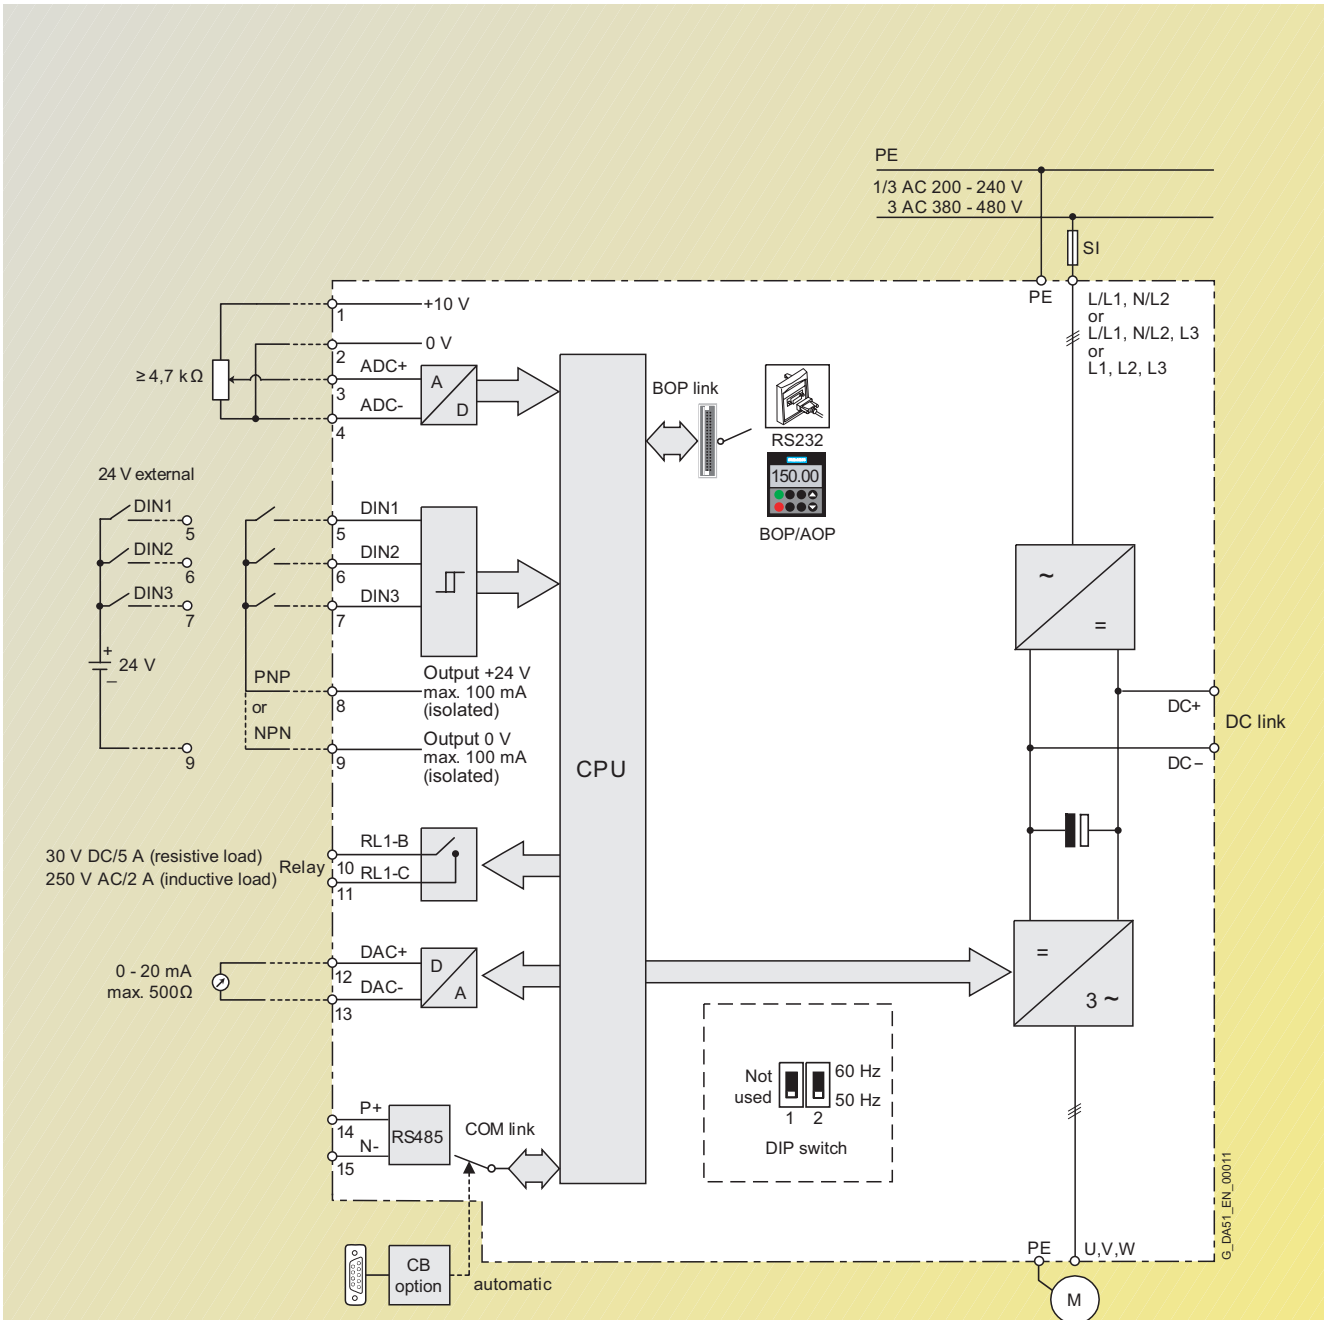 PE
1/3 AC 200 - 240 V
3 AC 380 - 480 V
SI
PE
L/L1, N/L2
or
L/L1, N/L2, L3
or
L1, L2, L3
1
+10 V
2
0 V
≥ 4,7 kΩ
3
ADC+
4
ADC-
A
D
BOP link
RS232
150.00
BOP/AOP
24 V external
DIN1
5
DIN2
6
DIN3
7
+
24 V
–
9
DIN1
5
DIN2
6
DIN3
7
PNP
or
NPN
8
Output +24 V
max. 100 mA
(isolated)
9
Output 0 V
max. 100 mA
(isolated)
CPU
~
=
DC+
DC link
DC–
30 V DC/5 A (resistive load)
250 V AC/2 A (inductive load)
Relay
RL1-B
10
RL1-C
11
0 - 20 mA
max. 500Ω
DAC+
12
DAC-
13
D
A
=
3 ~
Not
used
60 Hz
50 Hz
1 2
DIP switch
P+
14
N-
15
RS485
COM link
CB
option
automatic
PE
U,V,W
M
G_DA51_EN_00011